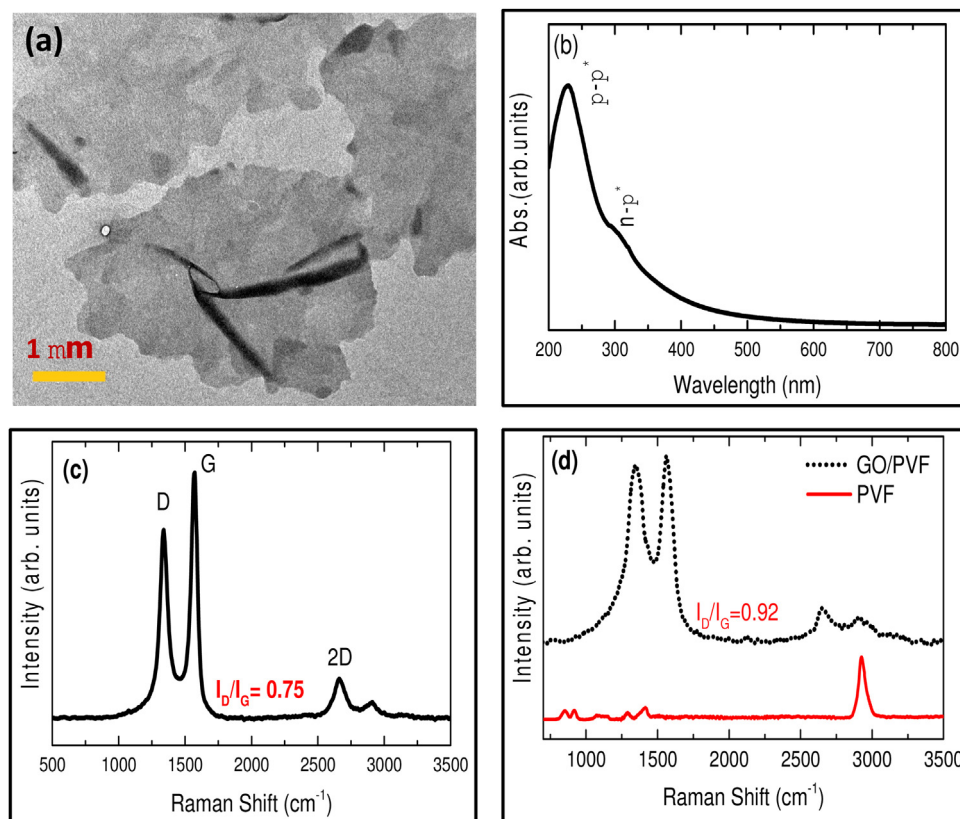 (a)
1 mm
(b)
Abs.(arb.units)
p-p*
n-p*
200 300 400 500 600 700 800
Wavelength (nm)
(c)
Intensity (arb. units)
D
G
2D
I_D/I_G= 0.75
500 1000 1500 2000 2500 3000 3500
Raman Shift (cm⁻¹)
(d)
Intensity (arb. units)
GO/PVF
PVF
I_D/I_G=0.92
1000 1500 2000 2500 3000 3500
Raman Shift (cm⁻¹)